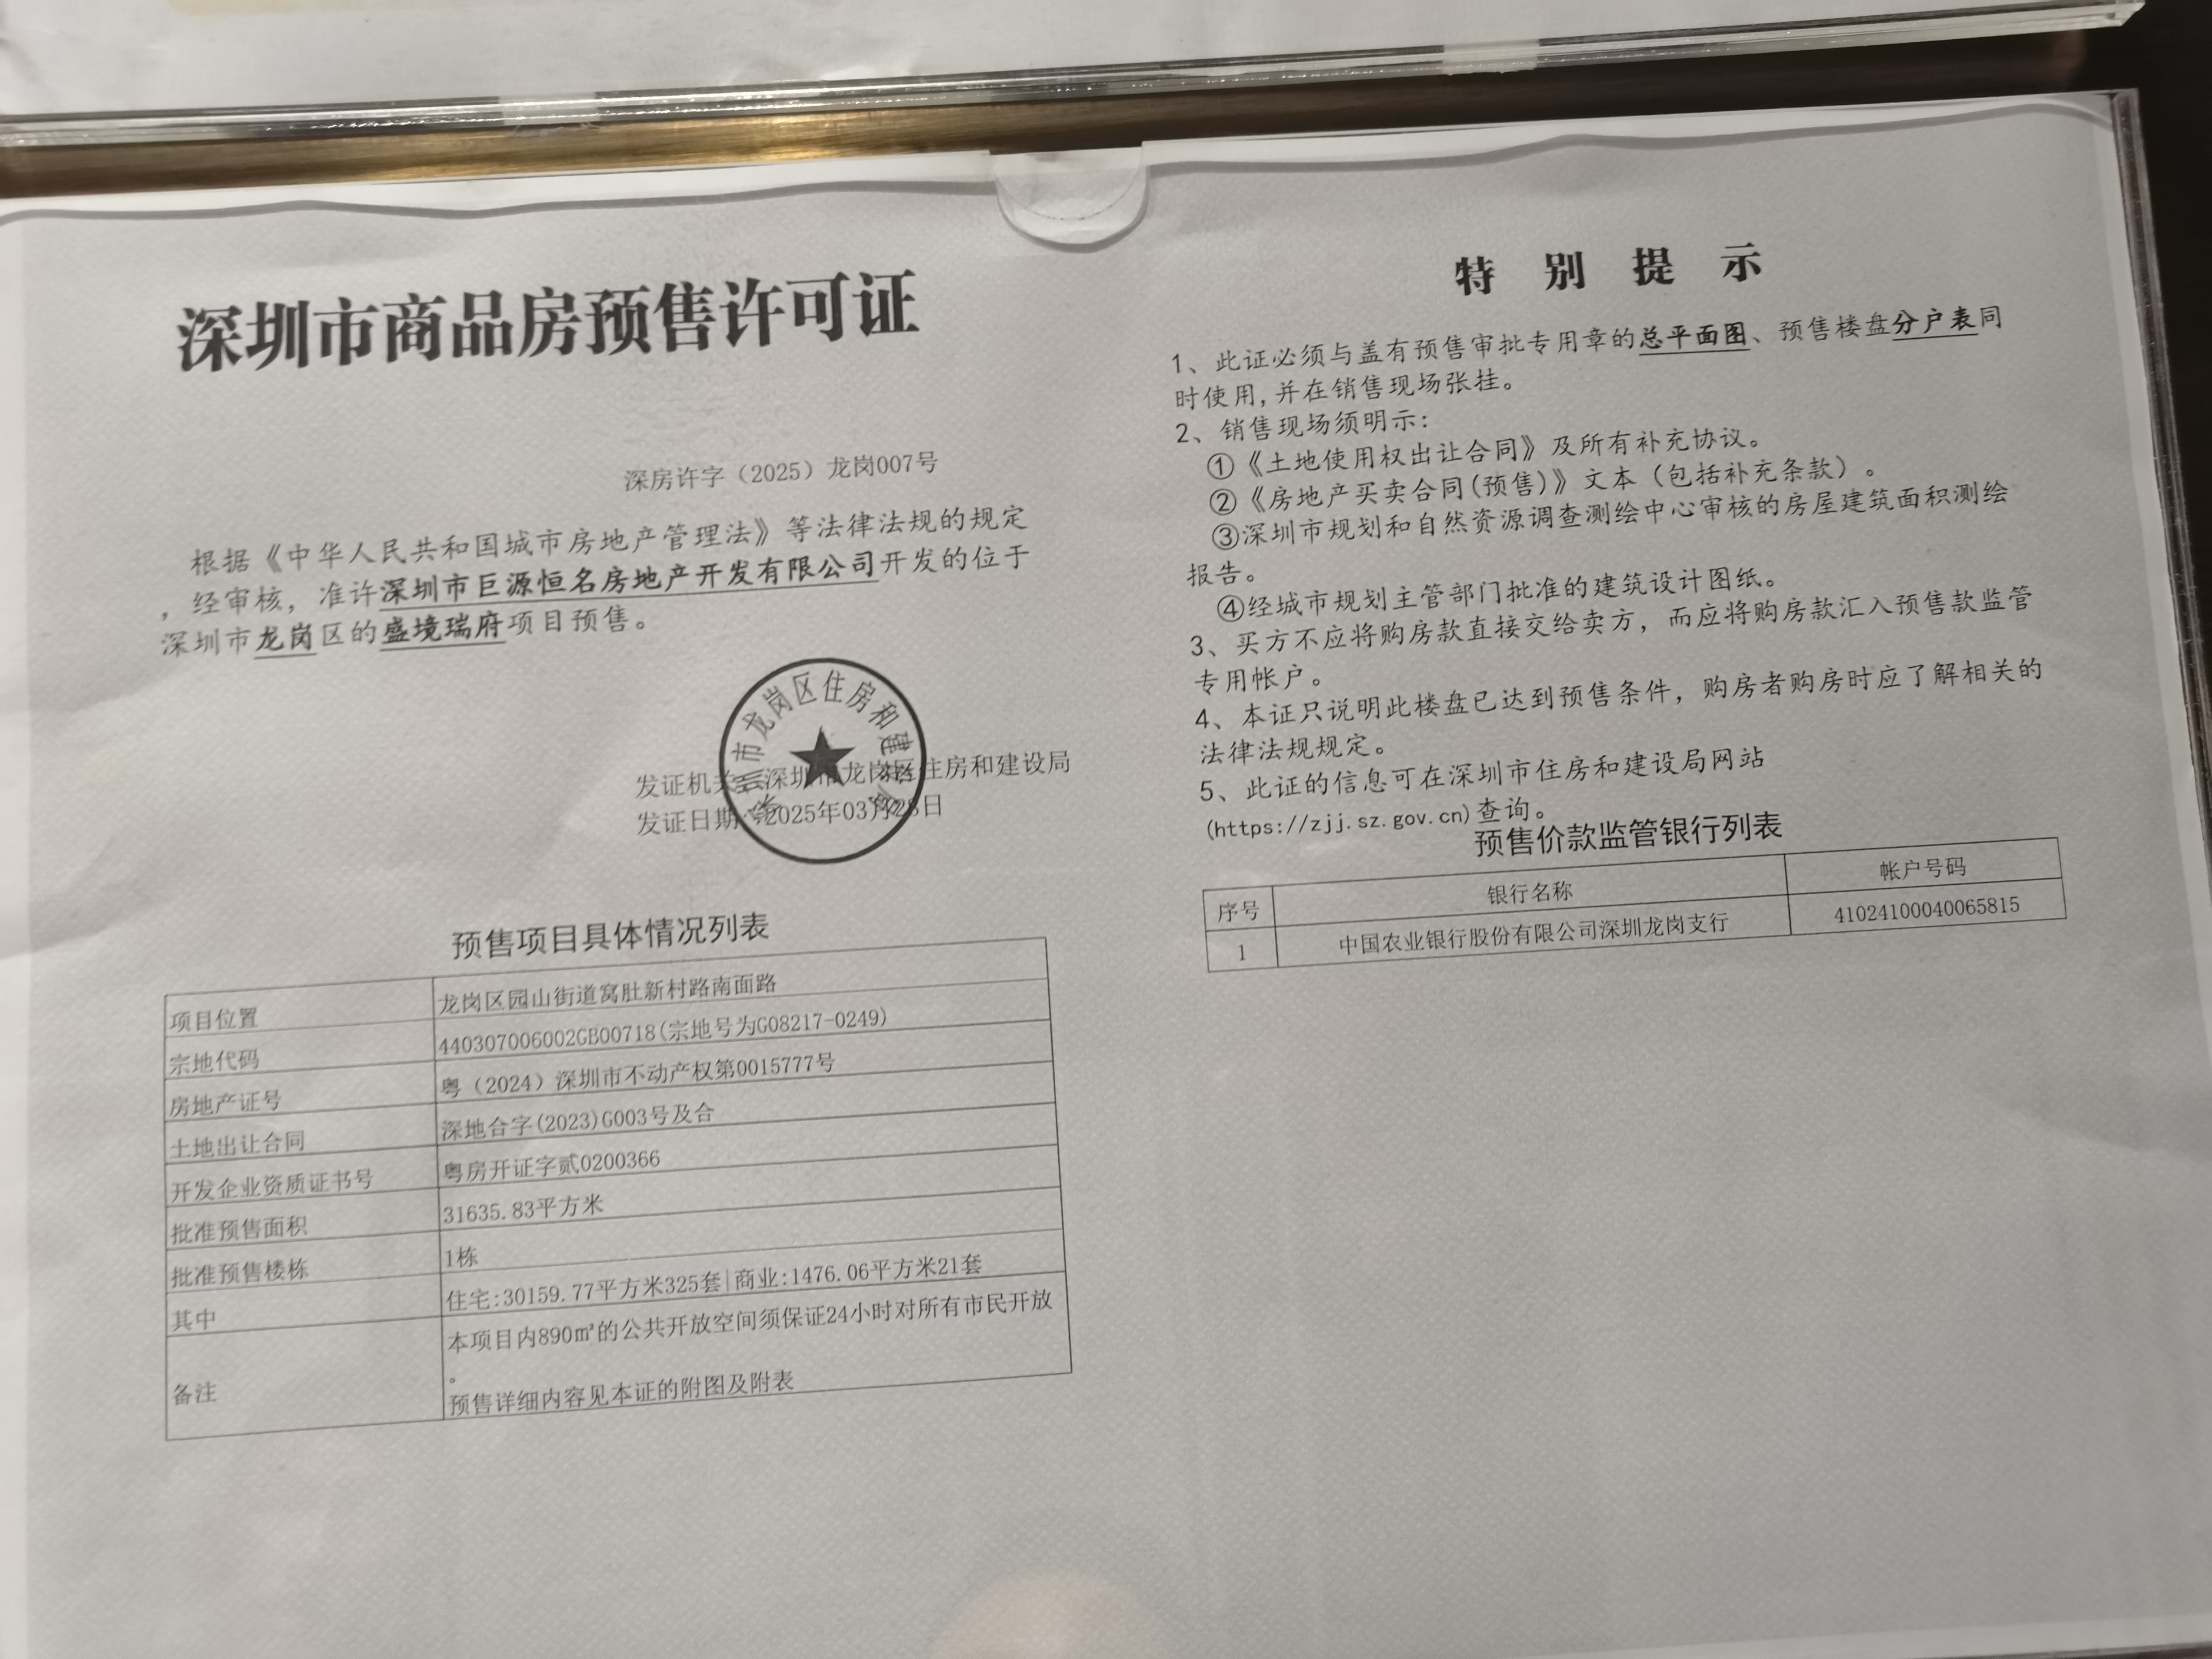 深圳市商品房预售许可证
深房许字（2025）龙岗007号
根据《中华人民共和国城市房地产管理法》等法律法规的规定
，经审核，准许深圳市巨源恒名房地产开发有限公司开发的位于
深圳市龙岗区的盛境瑞府项目预售。
深圳市龙岗区住房和建设局
发证机关：深圳市龙岗区住房和建设局
发证日期：2025年03月28日
预售项目具体情况列表
项目位置 龙岗区园山街道窝肚新村路南面路
宗地代码 440307006002GB00718(宗地号为G08217-0249)
房地产证号 粤（2024）深圳市不动产权第0015777号
土地出让合同 深地合字(2023)G003号及合
开发企业资质证书号 粤房开证字贰0200366
批准预售面积 31635.83平方米
批准预售楼栋 1栋
其中 住宅:30159.77平方米325套|商业:1476.06平方米21套
备注 本项目内890㎡的公共开放空间须保证24小时对所有市民开放
。
预售详细内容见本证的附图及附表
特 别 提 示
1、此证必须与盖有预售审批专用章的总平面图、预售楼盘分户表同
时使用,并在销售现场张挂。
2、销售现场须明示:
①《土地使用权出让合同》及所有补充协议。
②《房地产买卖合同(预售)》文本（包括补充条款）。
③深圳市规划和自然资源调查测绘中心审核的房屋建筑面积测绘
报告。
④经城市规划主管部门批准的建筑设计图纸。
3、买方不应将购房款直接交给卖方，而应将购房款汇入预售款监管
专用帐户。
4、本证只说明此楼盘已达到预售条件，购房者购房时应了解相关的
法律法规规定。
5、此证的信息可在深圳市住房和建设局网站
(https://zjj.sz.gov.cn)查询。
预售价款监管银行列表
序号 银行名称 帐户号码
1 中国农业银行股份有限公司深圳龙岗支行 41024100040065815